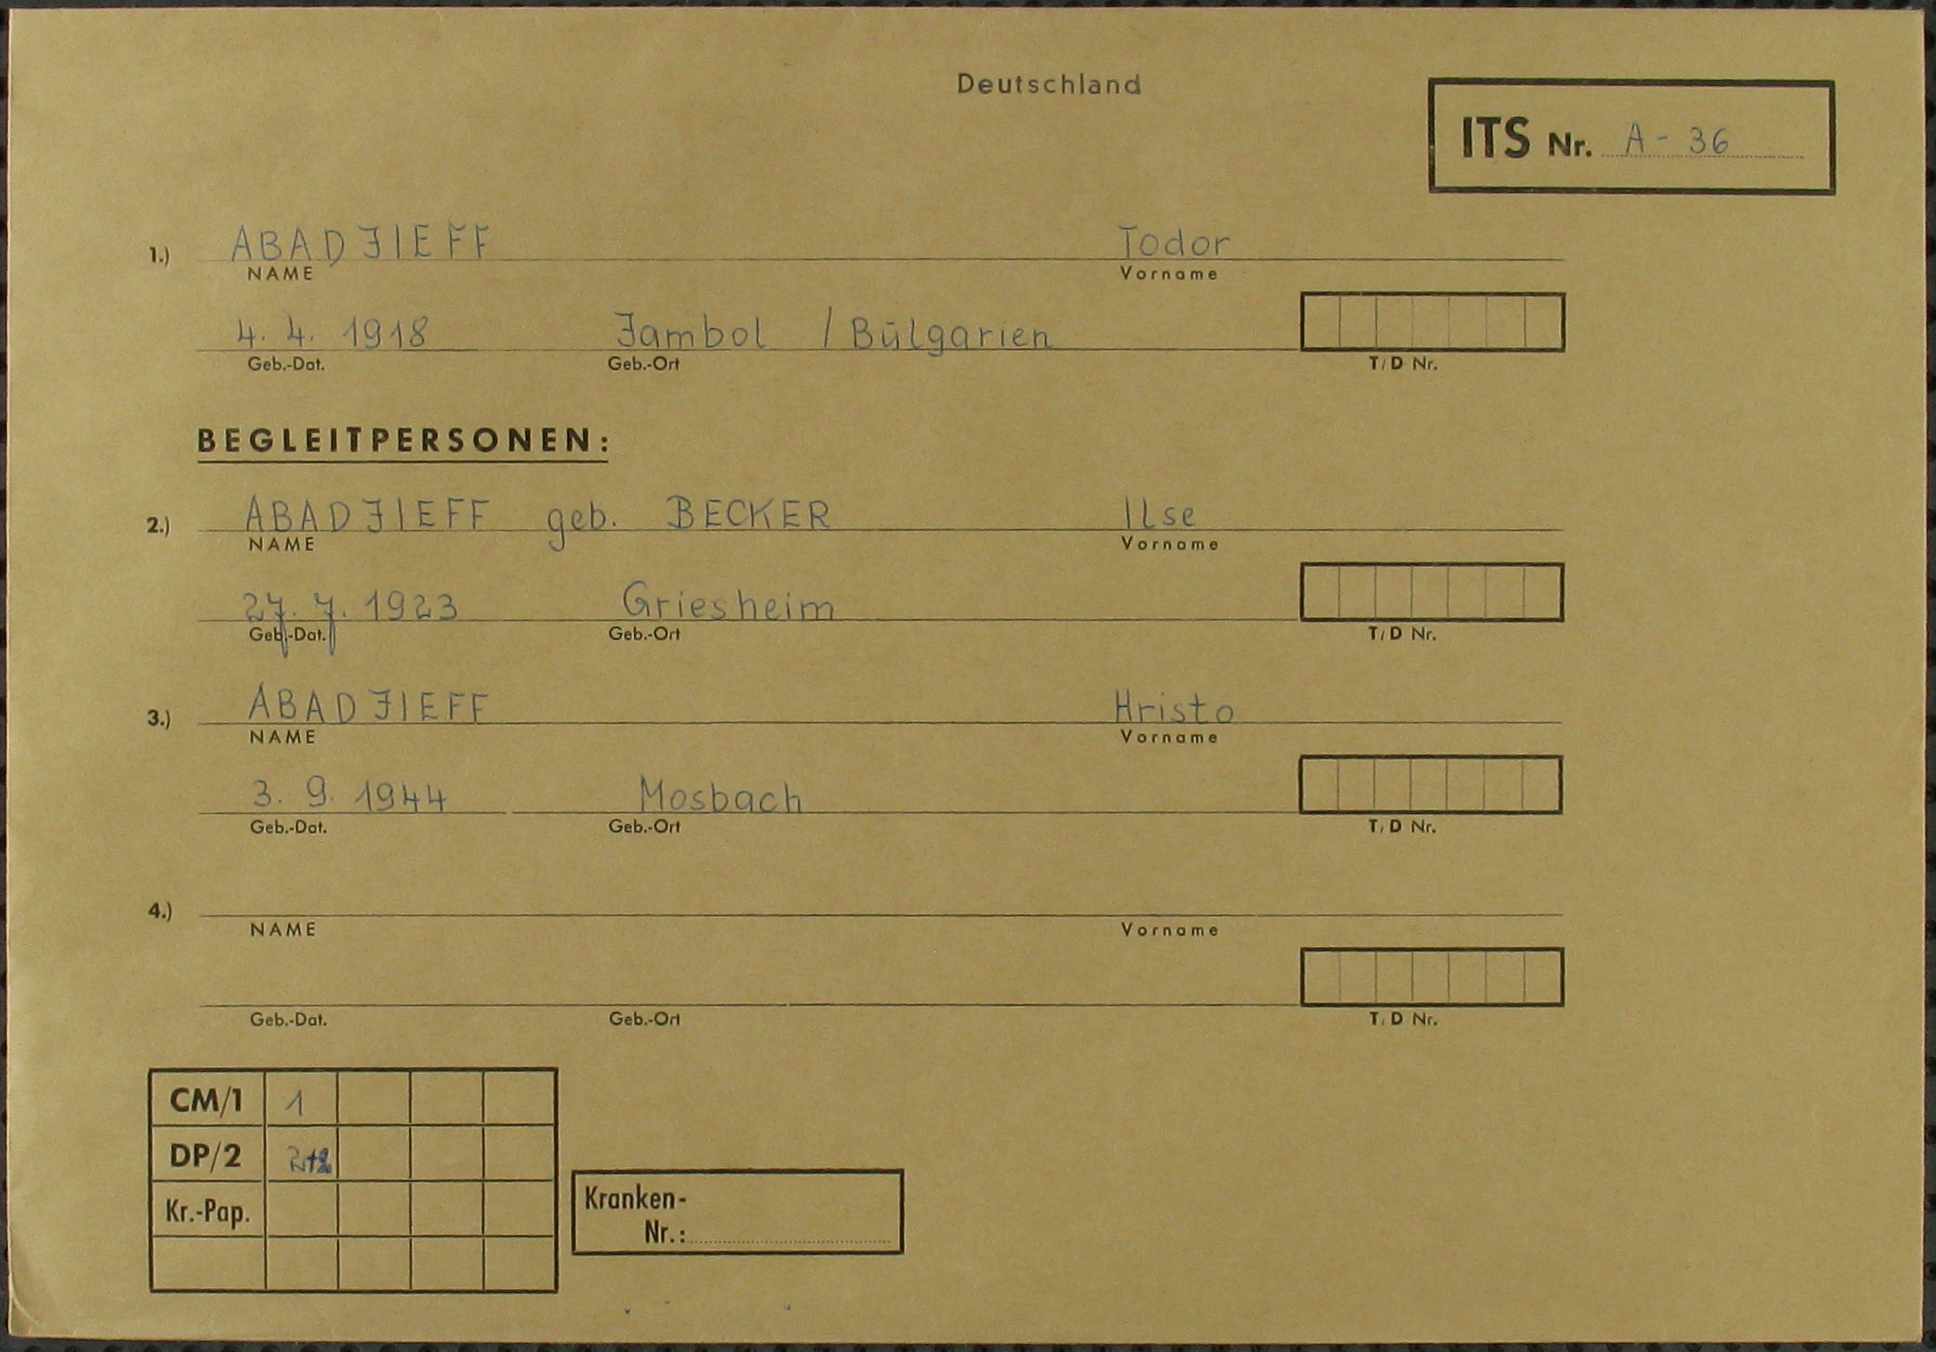 Deutschland
ITS Nr. A - 36
1.) ABADJIEFF Todor
NAME Vorname
4. 4. 1918 Jambol / Bulgarien
Geb.-Dat. Geb.-Ort T/D Nr.
BEGLEITPERSONEN:
2.) ABADJIEFF geb. BECKER Ilse
NAME Vorname
27. 7. 1923 Griesheim
Geb.-Dat. Geb.-Ort T/D Nr.
3.) ABADJIEFF Hristo
NAME Vorname
3. 9. 1944 Mosbach
Geb.-Dat. Geb.-Ort T/D Nr.
4.)
NAME Vorname
Geb.-Dat. Geb.-Ort T/D Nr.
CM/1 1
DP/2
Kr.-Pap.
Kranken-
Nr.: